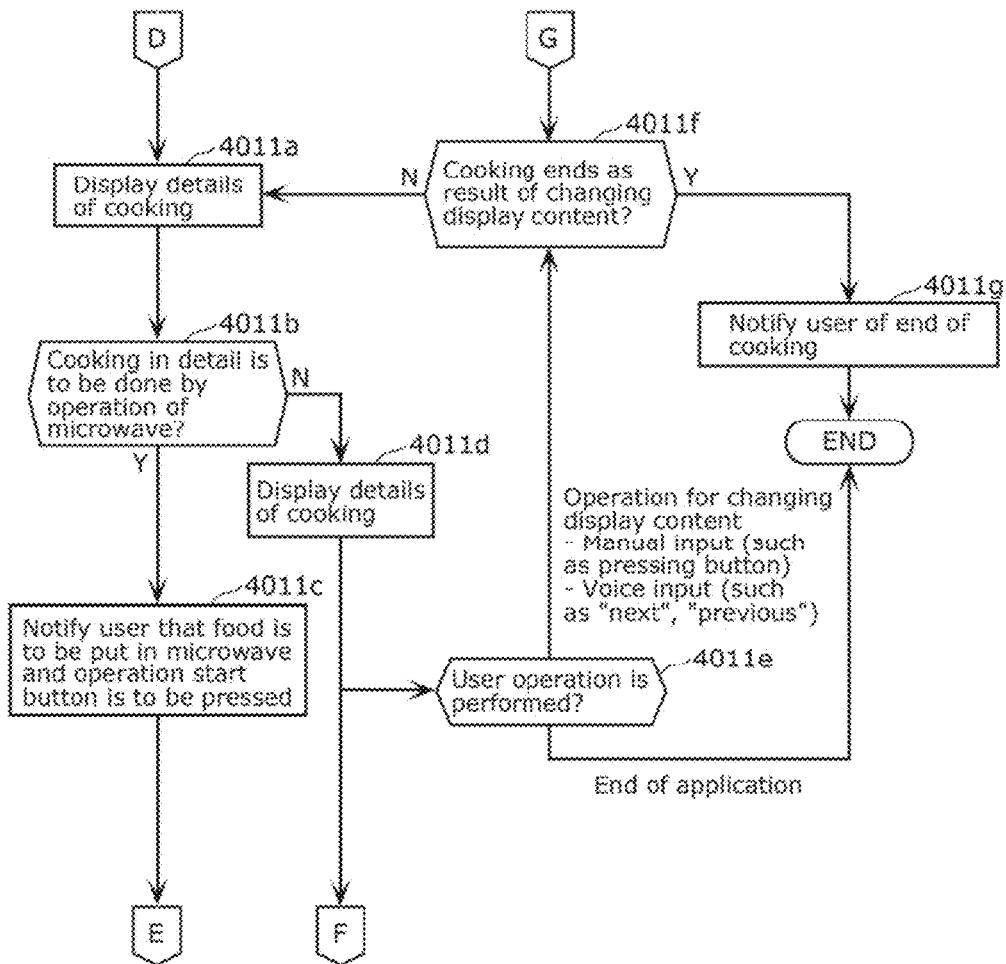 D
G
4011a
Display details
of cooking
4011f
Cooking ends as
result of changing
display content?
N
Y
4011g
Notify user of end of
cooking
END
4011b
Cooking in detail is
to be done by
operation of
microwave?
N
Y
4011d
Display details
of cooking
Operation for changing
display content
- Manual input (such
as pressing button)
- Voice input (such
as "next", "previous")
4011c
Notify user that food is
to be put in microwave
and operation start
button is to be pressed
4011e
User operation is
performed?
End of application
E
F